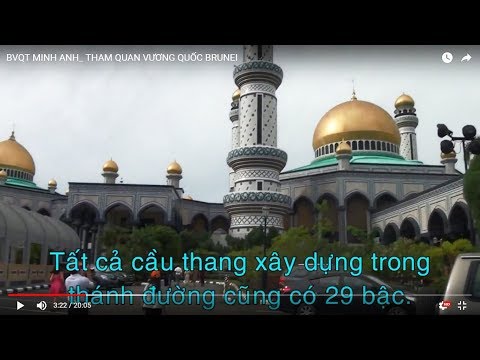 BVQT MINH ANH_ THAM QUAN VƯƠNG QUỐC BRUNEI
Tất cả cầu thang xây dựng trong
thánh đường cũng có 29 bậc.
3:22 / 20:05